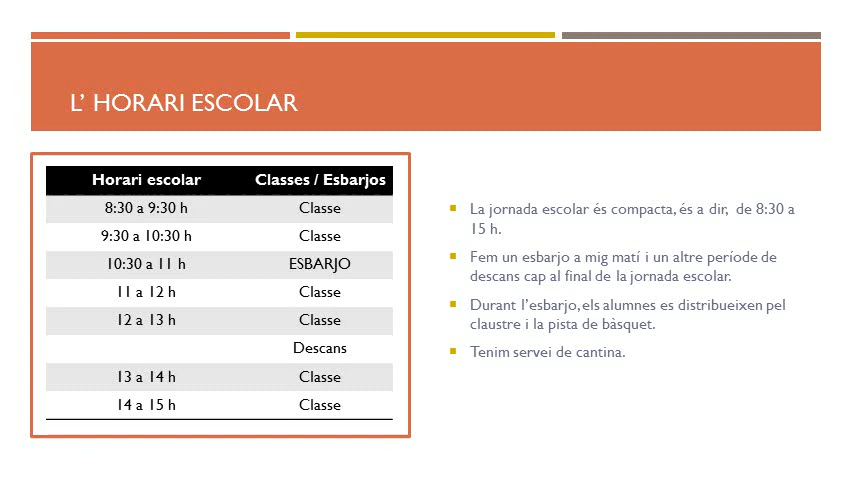 L' HORARI ESCOLAR
Horari escolar Classes / Esbarjos
8:30 a 9:30 h Classe
9:30 a 10:30 h Classe
10:30 a 11 h ESBARJO
11 a 12 h Classe
12 a 13 h Classe
Descans
13 a 14 h Classe
14 a 15 h Classe
La jornada escolar és compacta, és a dir, de 8:30 a
15 h.
Fem un esbarjo a mig matí i un altre període de
descans cap al final de la jornada escolar.
Durant l'esbarjo, els alumnes es distribueixen pel
claustre i la pista de bàsquet.
Tenim servei de cantina.